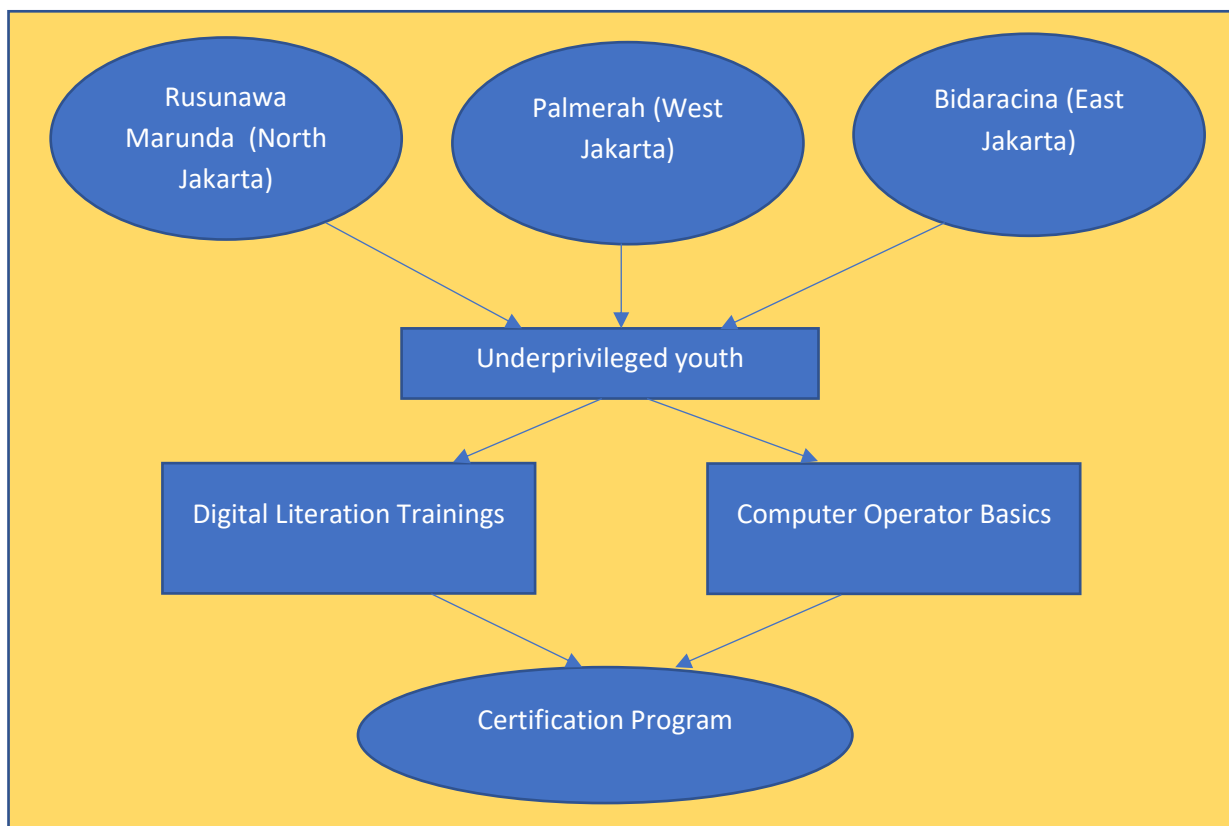 Rusunawa
Marunda (North
Jakarta)
Palmerah (West
Jakarta)
Bidaracina (East
Jakarta)
Underprivileged youth
Digital Literation Trainings
Computer Operator Basics
Certification Program